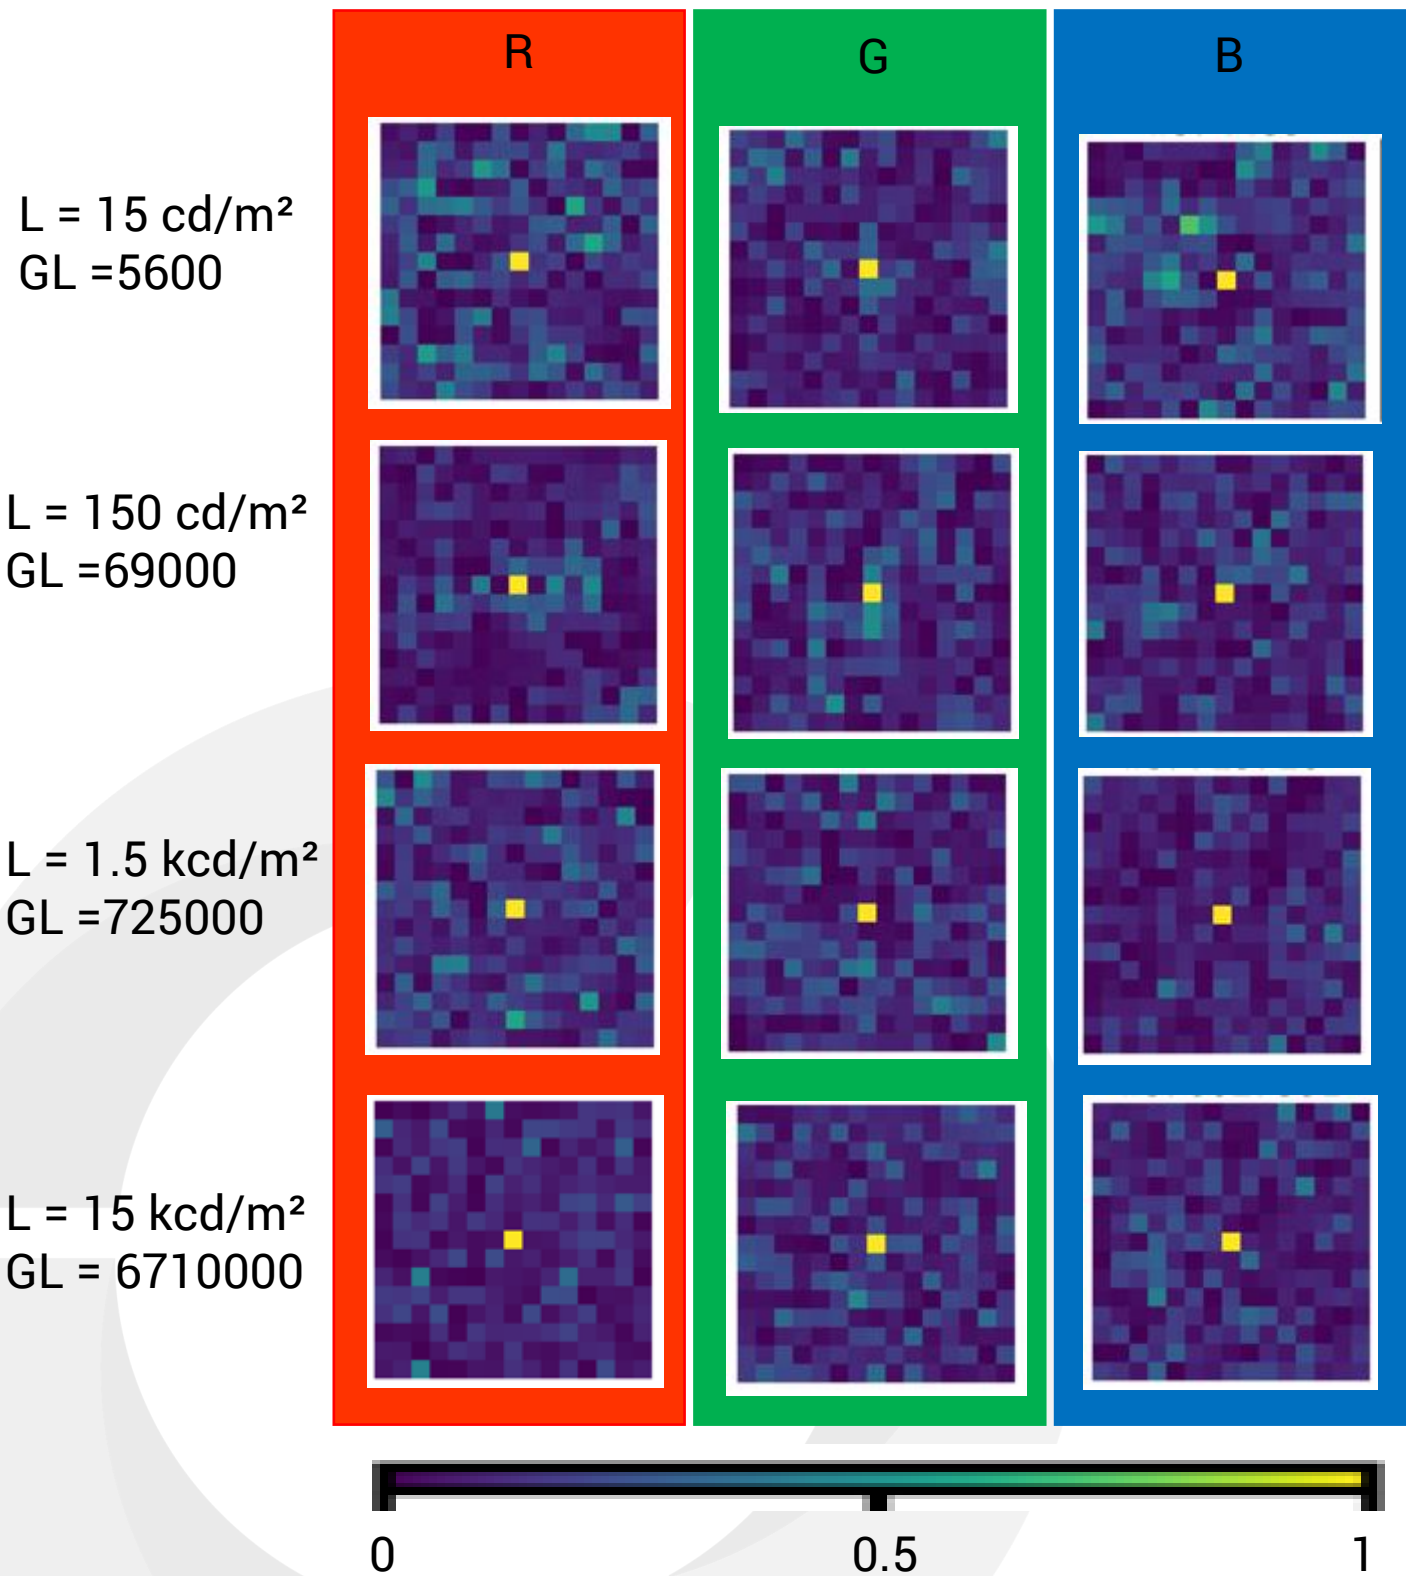 R
G
B
L = 15 cd/m²
GL =5600
L = 150 cd/m²
GL =69000
L = 1.5 kcd/m²
GL =725000
L = 15 kcd/m²
GL = 6710000
0
0.5
1